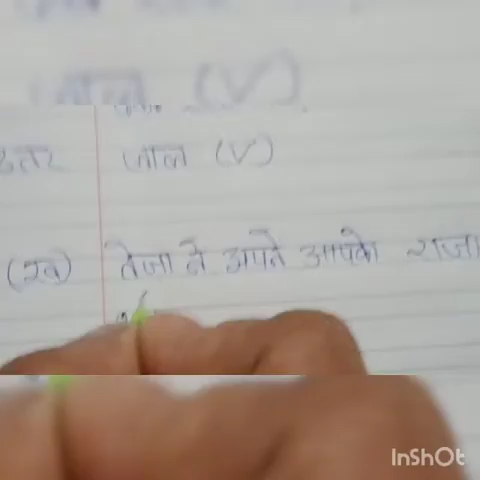 उत्तर लाल (✓)
(ख) तेजा ने अपने आपको राजा
InShOt